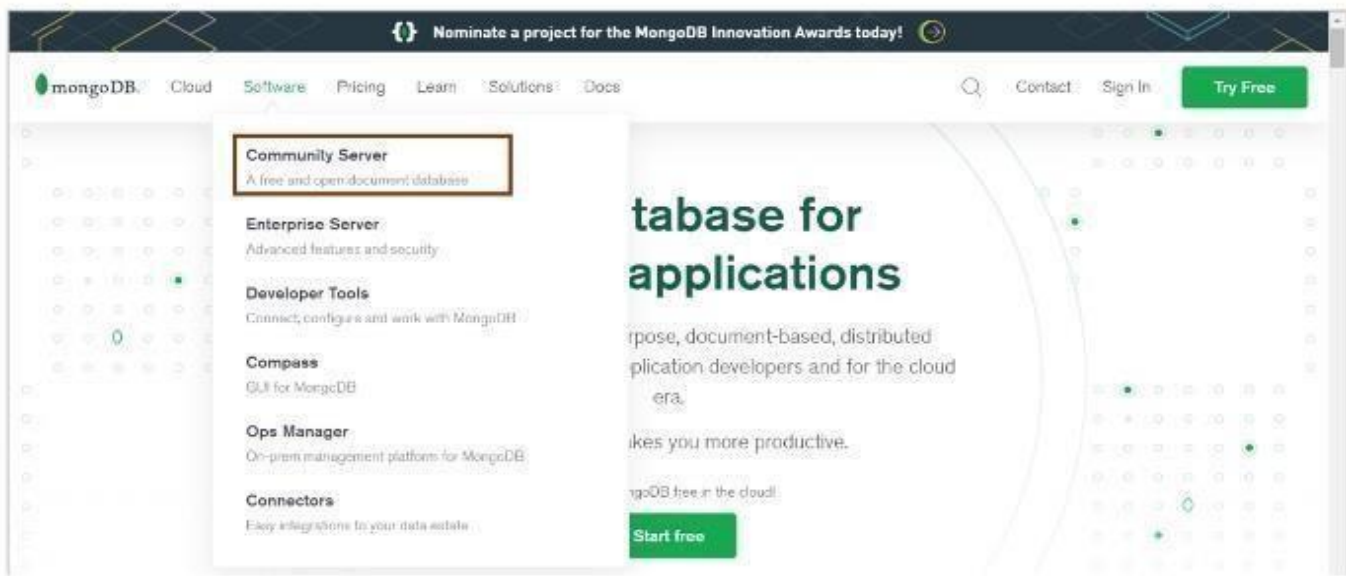 Nominate a project for the MongoDB Innovation Awards today!
mongoDB. Cloud Software Pricing Learn Solutions Docs Contact Sign In Try Free
Community Server
A free and open document database
Enterprise Server
Advanced features and security
Developer Tools
Connect, configure and work with MongoDB
Compass
GUI for MongoDB
Ops Manager
On-prem management platform for MongoDB
Connectors
Easy integrations to your data estate
tabase for
applications
rpose, document-based, distributed
plication developers and for the cloud
era.
kes you more productive.
ngoDB free in the cloud!
Start free